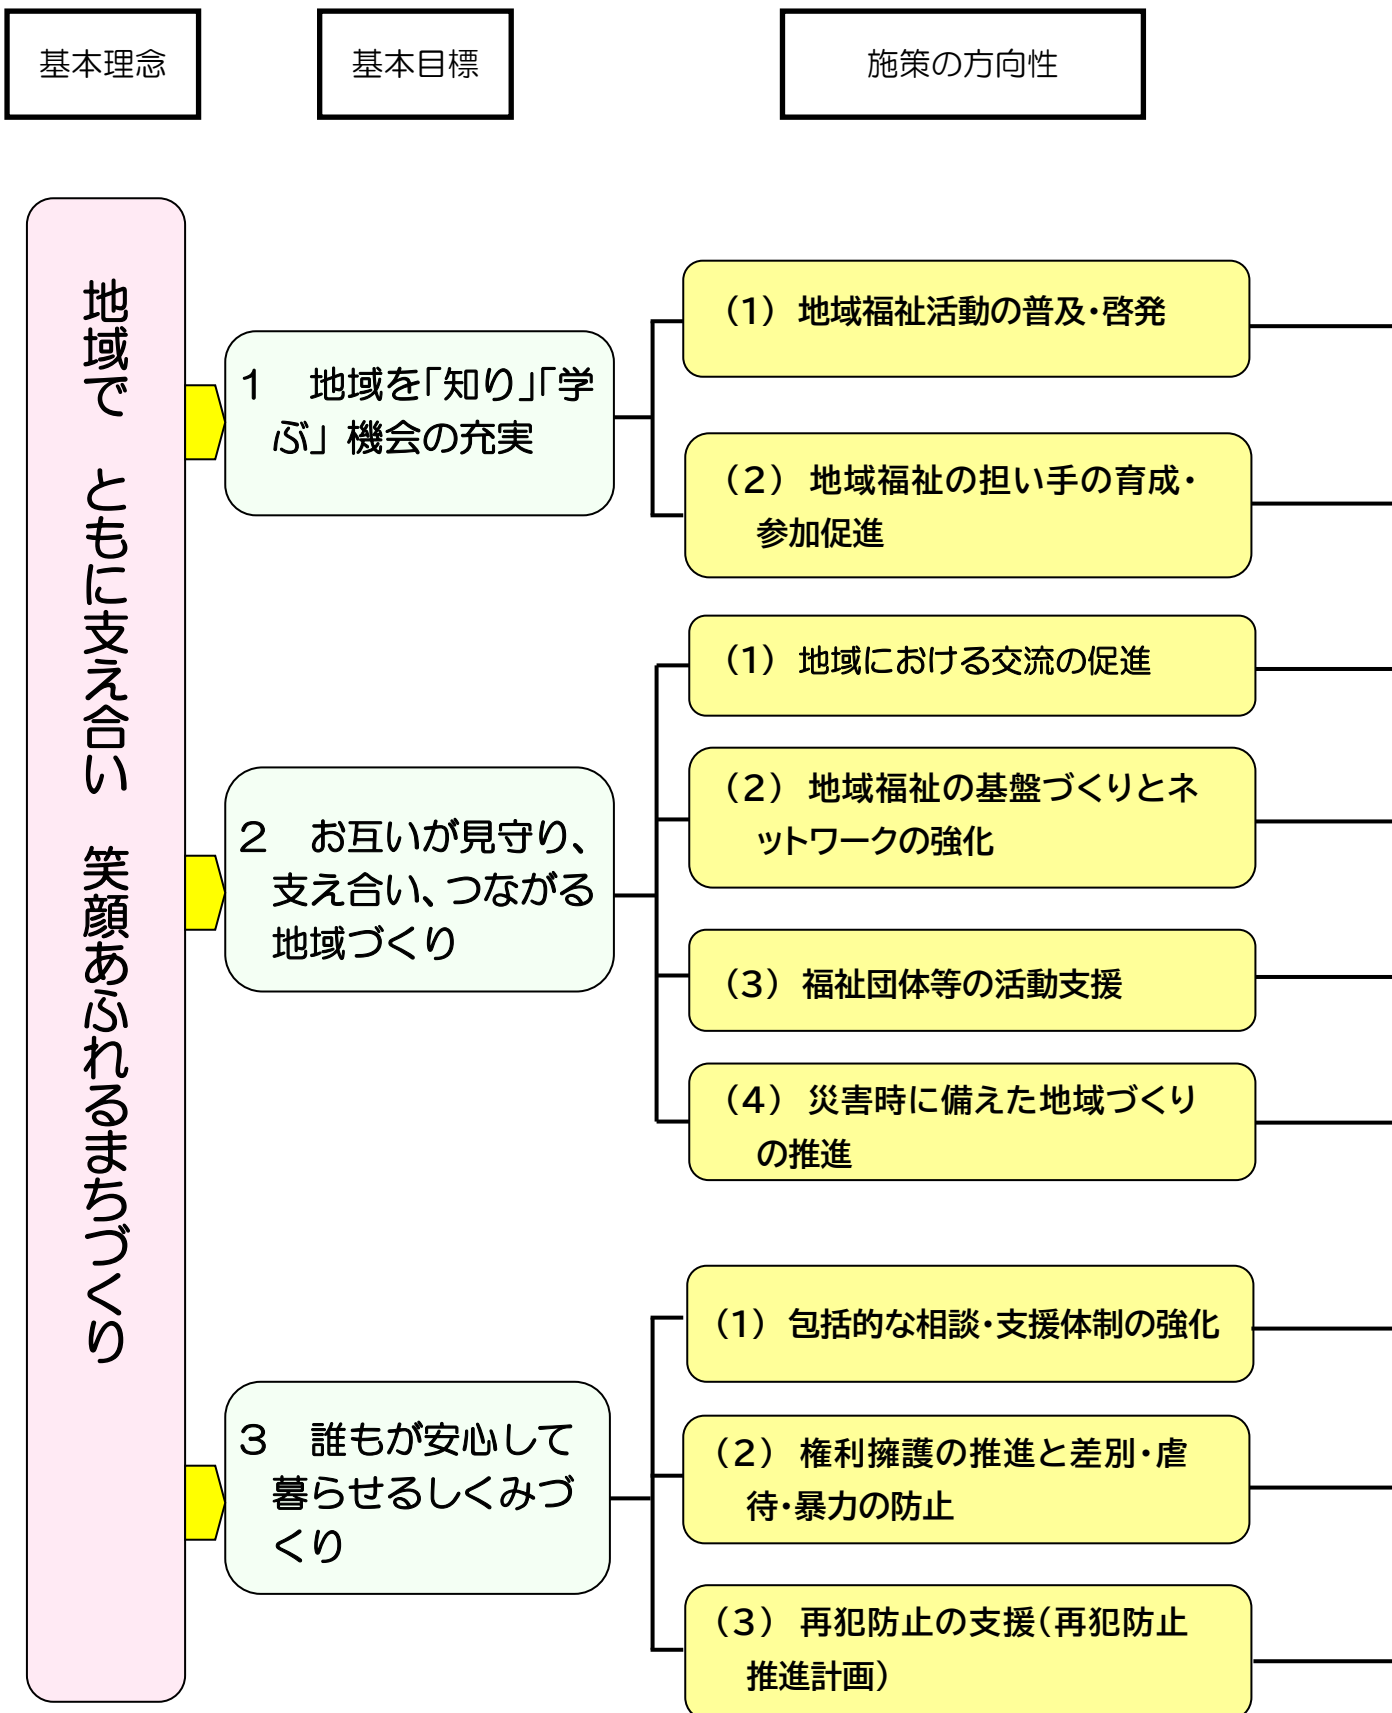 基本理念
基本目標
施策の方向性
地域で　ともに支え合い　笑顔あふれるまちづくり
1　地域を「知り」「学
ぶ」機会の充実
（1）地域福祉活動の普及・啓発
（2）地域福祉の担い手の育成・
参加促進
2　お互いが見守り、
支え合い、つながる
地域づくり
（1）地域における交流の促進
（2）地域福祉の基盤づくりとネ
ットワークの強化
（3）福祉団体等の活動支援
（4）災害時に備えた地域づくり
の推進
3　誰もが安心して
暮らせるしくみづ
くり
（1）包括的な相談・支援体制の強化
（2）権利擁護の推進と差別・虐
待・暴力の防止
（3）再犯防止の支援（再犯防止
推進計画）